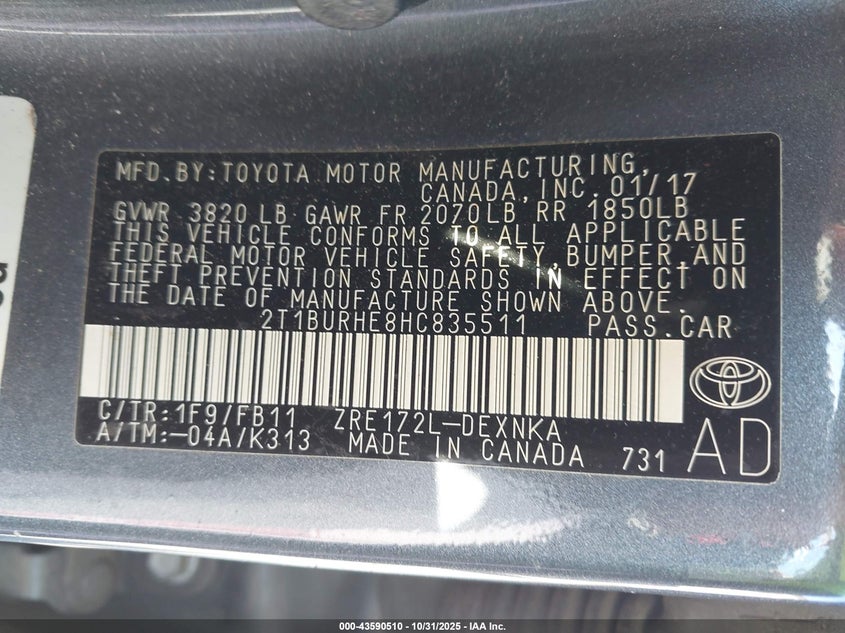 MFD.BY:TOYOTA MOTOR MANUFACTURING,
CANADA,INC.01/17
GVWR 3820 LB GAWR FR 2070LB RR 1850LB
THIS VEHICLE CONFORMS TO ALL APPLICABLE
FEDERAL MOTOR VEHICLE SAFETY,BUMPER,AND
THEFT PREVENTION STANDARDS IN EFFECT ON
THE DATE OF MANUFACTURE SHOWN ABOVE.
2T1BURHE8HC835511 PASS.CAR
C/TR:1F9/FB11 ZRE172L-DEXNKA
A/TM:-04A/K313 MADE IN CANADA 731 AD
000-43590510 - 10/31/2025 - IAA Inc.